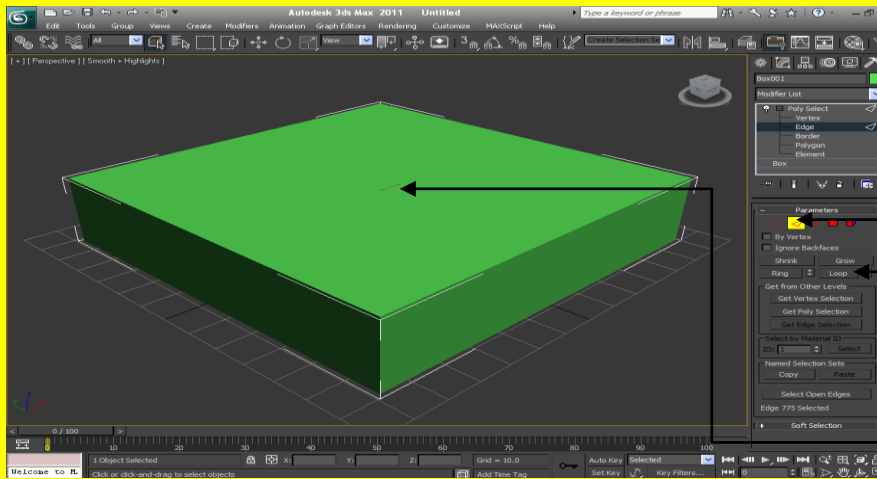 Autodesk 3ds Max 2011 Untitled
Type a keyword or phrase
Edit Tools Group Views Create Modifiers Animation Graph Editors Rendering Customize MAXScript Help
All
View
3
Create Selection Se
[ + ] [ Perspective ] [ Smooth + Highlights ]
Box001
Modifier List
Poly Select
Vertex
Edge
Border
Polygon
Element
Box
Parameters
By Vertex
Ignore Backfaces
Shrink Grow
Ring Loop
Get from Other Levels
Get Vertex Selection
Get Poly Selection
Get Edge Selection
Select by Material ID
ID: 1 Select
Named Selection Sets
Copy Paste
Select Open Edges
Edge 775 Selected
+ Soft Selection
< 0 / 100 >
0 10 20 30 40 50 60 70 80 90 100
1 Object Selected X: Y: Z: Grid = 10.0 Auto Key Selected
Welcome to M. Click or click-and-drag to select objects Add Time Tag Set Key Key Filters... 0